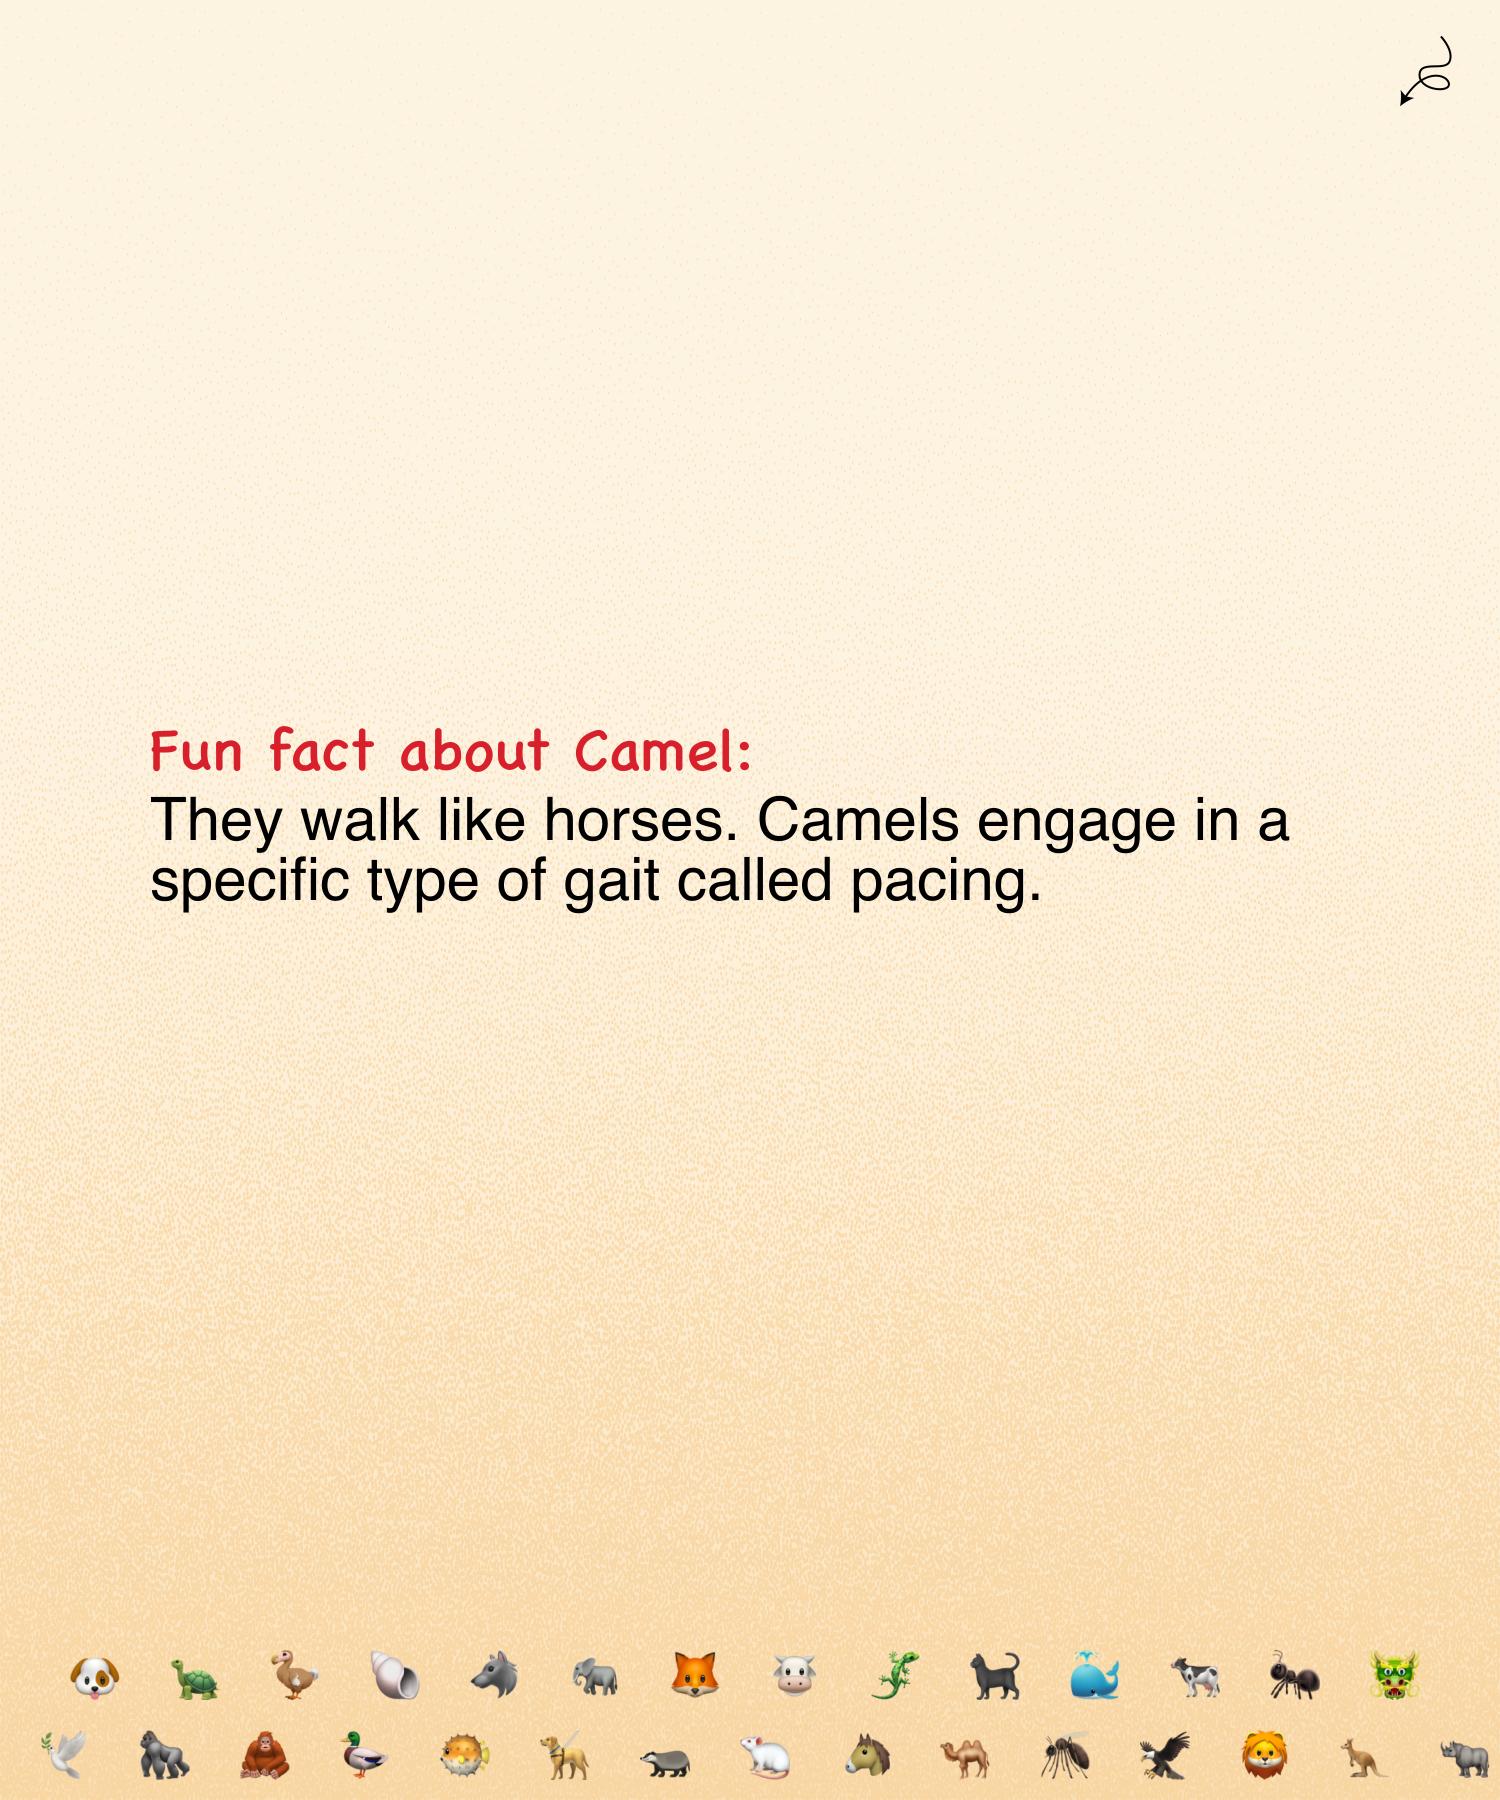 Fun fact about Camel:
They walk like horses. Camels engage in a
specific type of gait called pacing.